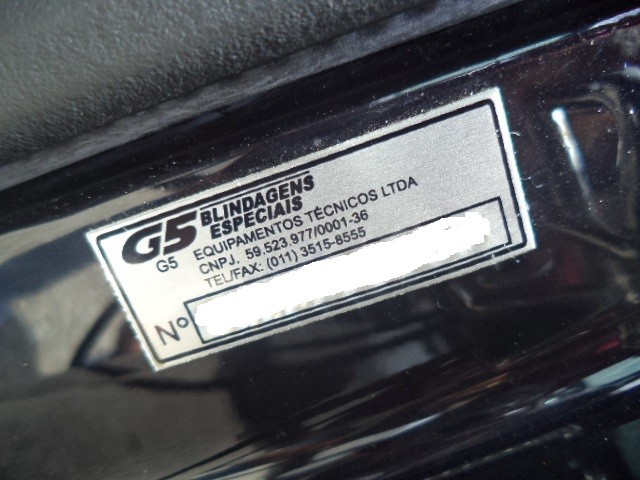 G5 BLINDAGENS
ESPECIAIS
G5 EQUIPAMENTOS TÉCNICOS LTDA
CNPJ. 59.523.977/0001-36
TEL/FAX: (011) 3515-8555
Nº